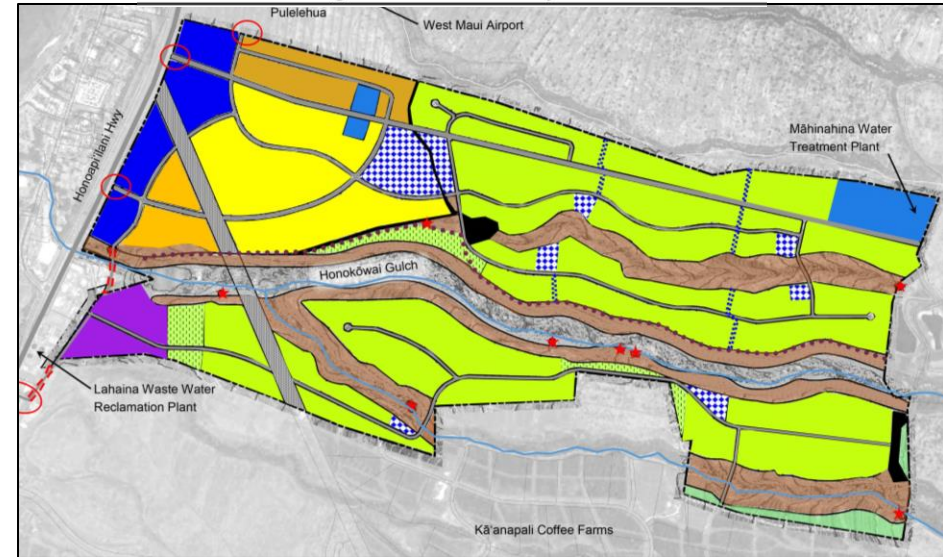 Pulelehua
West Maui Airport
Honoapiʻilani Hwy
Māhinahina Water
Treatment Plant
Honokōwai Gulch
Lahaina Waste Water
Reclamation Plant
Kāʻanapali Coffee Farms